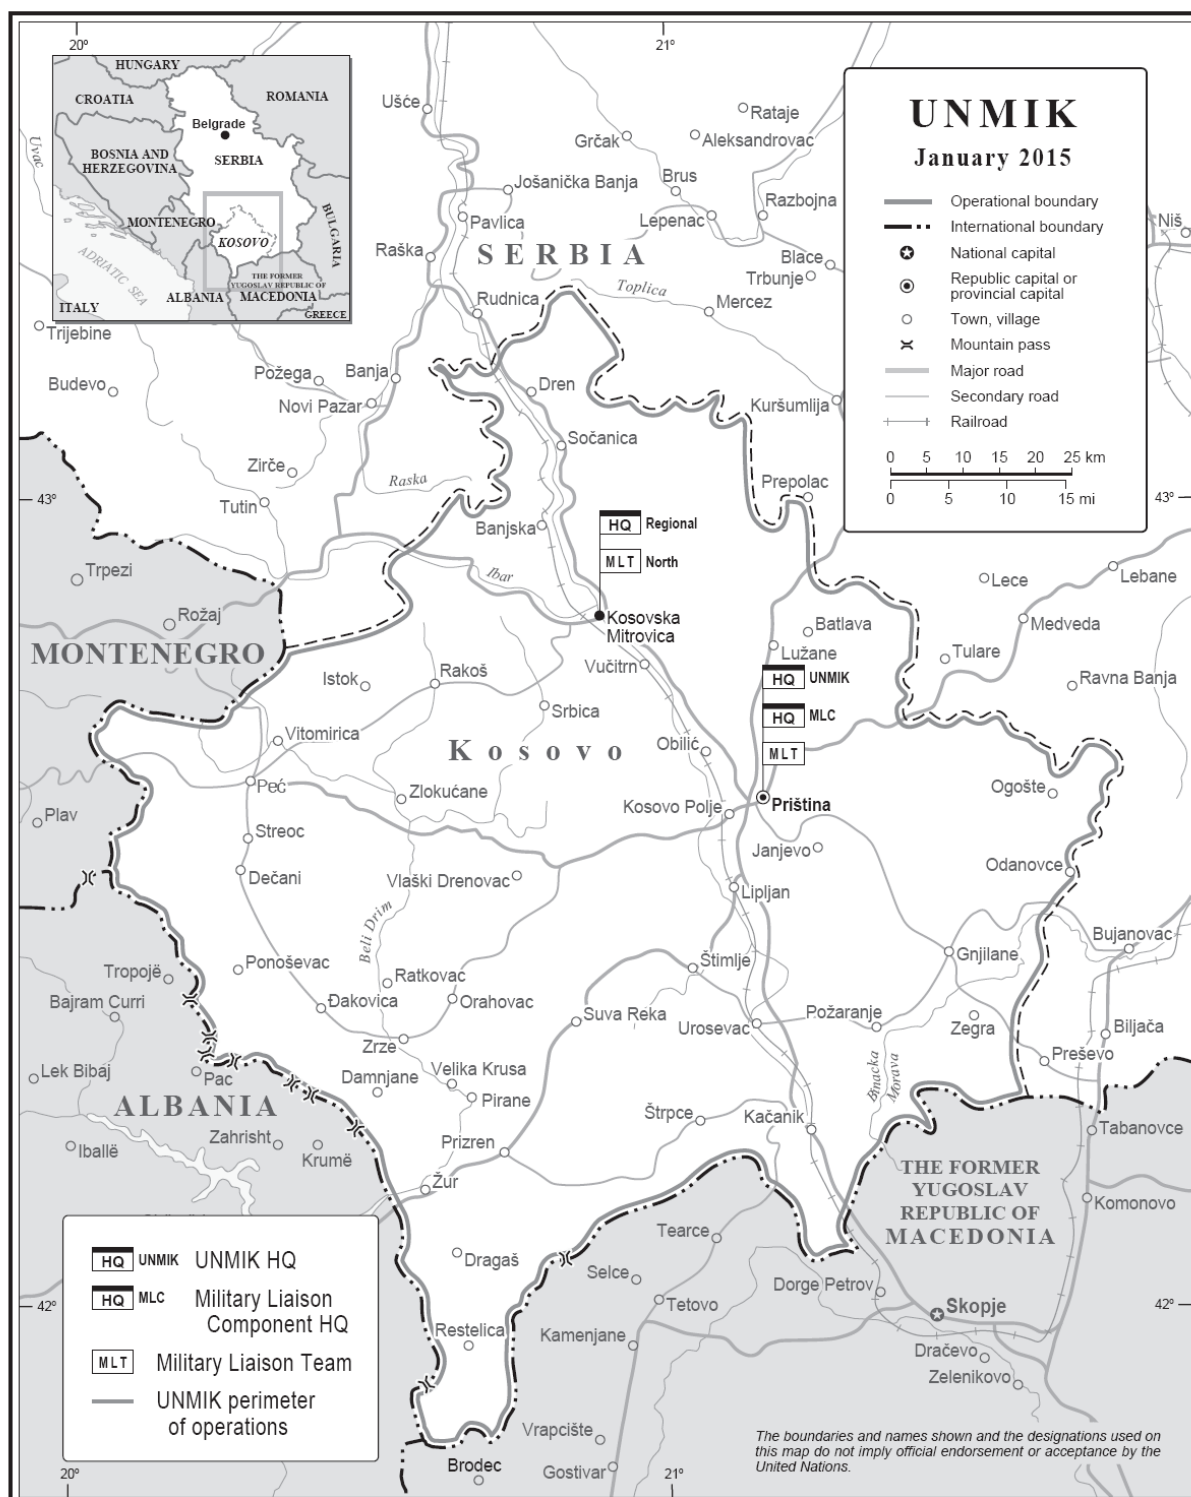 20°
21°
HUNGARY
CROATIA
ROMANIA
Belgrade
BOSNIA AND
HERZEGOVINA
SERBIA
MONTENEGRO
KOSOVO
BULGARIA
ADRIATIC SEA
THE FORMER
YUGOSLAV REPUBLIC OF
MACEDONIA
ALBANIA
ITALY
GREECE
Uvac
UNMIK
January 2015
Operational boundary
International boundary
National capital
Republic capital or
provincial capital
Town, village
Mountain pass
Major road
Secondary road
Railroad
0 5 10 15 20 25 km
0 5 10 15 mi
Ušće
Rataje
Grčak
Aleksandrovac
Jošanička Banja
Brus
Razbojna
Pavlica
Lepenac
Niš
Raška
SERBIA
Blace
Trbunje
Toplica
Rudnica
Mercez
Trijebine
Budevo
Požega
Banja
Dren
Novi Pazar
Kuršumlija
Sočanica
Zirče
Raska
Prepolac
43°
43°
Tutin
Banjska
HQ Regional
MLT North
Trpezi
Ibar
Lece
Lebane
Rožaj
Kosovska
Mitrovica
Batlava
Medveda
MONTENEGRO
Lužane
Vučitrn
Tulare
Istok
Rakoš
HQ UNMIK
Ravna Banja
Srbica
HQ MLC
Vitomirica
Kosovo
Obilić
MLT
Peć
Zlokućane
Ogošte
Plav
Kosovo Polje
Priština
Streoc
Janjevo
Dečani
Vlaški Drenovac
Odanovce
Lipljan
Beli Drim
Bujanovac
Ponoševac
Štimlje
Gnjilane
Tropojë
Ratkovac
Bajram Curri
Đakovica
Orahovac
Suva Reka
Urosevac
Požaranje
Zegra
Biljača
Zrze
Preševo
Lek Bibaj
Pac
Damnjane
Velika Krusa
Binacka
Morava
ALBANIA
Pirane
Štrpce
Kačanik
Zahrisht
Tabanovce
Iballë
Krumë
Prizren
Žur
THE FORMER
YUGOSLAV
REPUBLIC OF
MACEDONIA
Komonovo
Tearce
HQ UNMIK UNMIK HQ
HQ MLC Military Liaison
Component HQ
MLT Military Liaison Team
UNMIK perimeter
of operations
Dragaš
Selce
Dorge Petrov
42°
42°
Tetovo
Skopje
Restelica
Kamenjane
Dračevo
Zelenikovo
Vrapcište
Brodec
Gostivar
The boundaries and names shown and the designations used on
this map do not imply official endorsement or acceptance by the
United Nations.
20°
21°